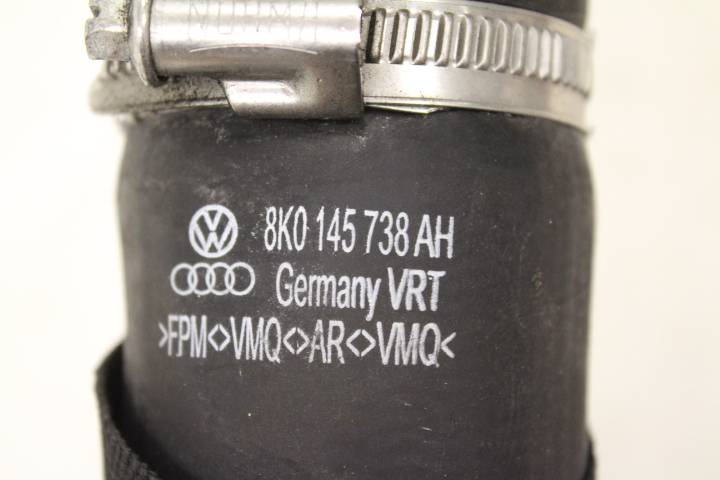 8K0 145 738 AH
Germany VRT
>FPM<>VMQ<>AR<>VMQ<